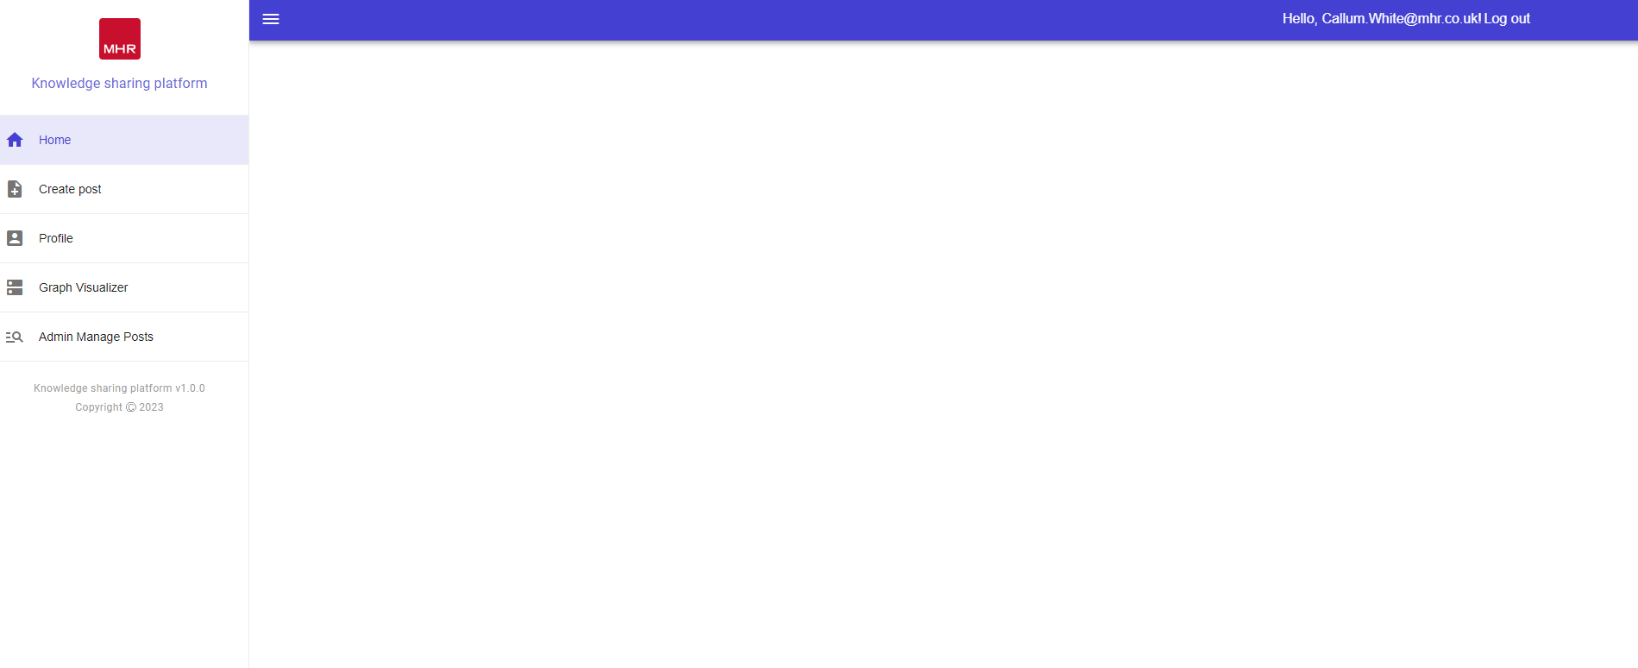 MHR
Knowledge sharing platform
Hello, Callum.White@mhr.co.uk! Log out
Home
Create post
Profile
Graph Visualizer
Admin Manage Posts
Knowledge sharing platform v1.0.0
Copyright © 2023